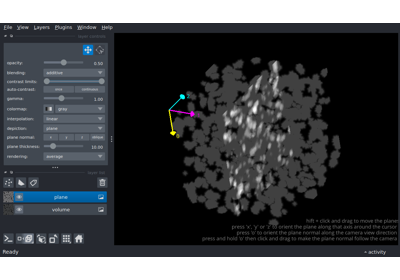 File View Layers Plugins Window Help
layer controls
opacity: 0.50
blending: additive
contrast limits:
auto-contrast: once continuous
gamma: 1.00
colormap: gray
interpolation: linear
depiction: plane
plane normal: x y z oblique
plane thickness: 10.00
rendering: average
layer list
plane
volume
shift + click and drag to move the plane
press 'x', 'y' or 'z' to orient the plane normal along that axis around the cursor
press 'o' to orient the plane normal along the camera view direction
press and hold 'o' then click and drag to make the plane normal follow the camera
Ready
activity